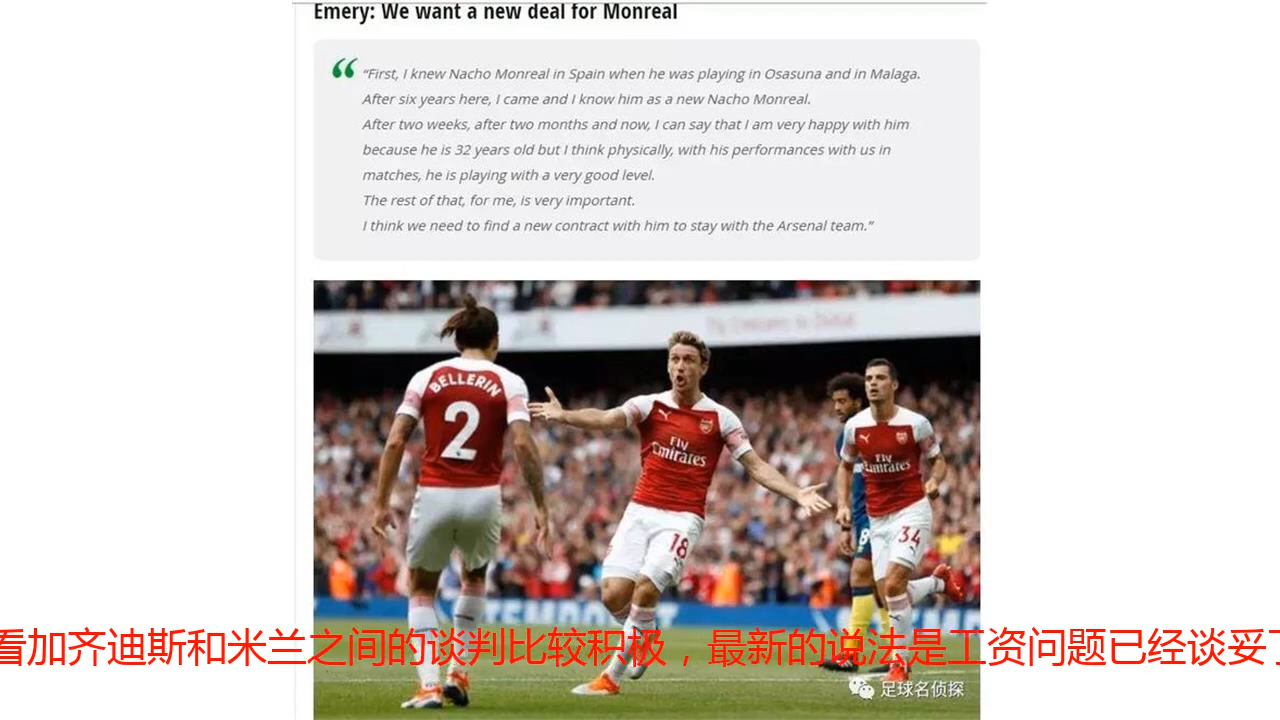 Emery: We want a new deal for Monreal
“First, I knew Nacho Monreal in Spain when he was playing in Osasuna and in Malaga.
After six years here, I came and I know him as a new Nacho Monreal.
After two weeks, after two months and now, I can say that I am very happy with him
because he is 32 years old but I think physically, with his performances with us in
matches, he is playing with a very good level.
The rest of that, for me, is very important.
I think we need to find a new contract with him to stay with the Arsenal team.”
BELLERIN
2
Fly
Emirates
18
Fly
Emirates
34
8
看加齐迪斯和米兰之间的谈判比较积极，最新的说法是工资问题已经谈妥了
足球名侦探